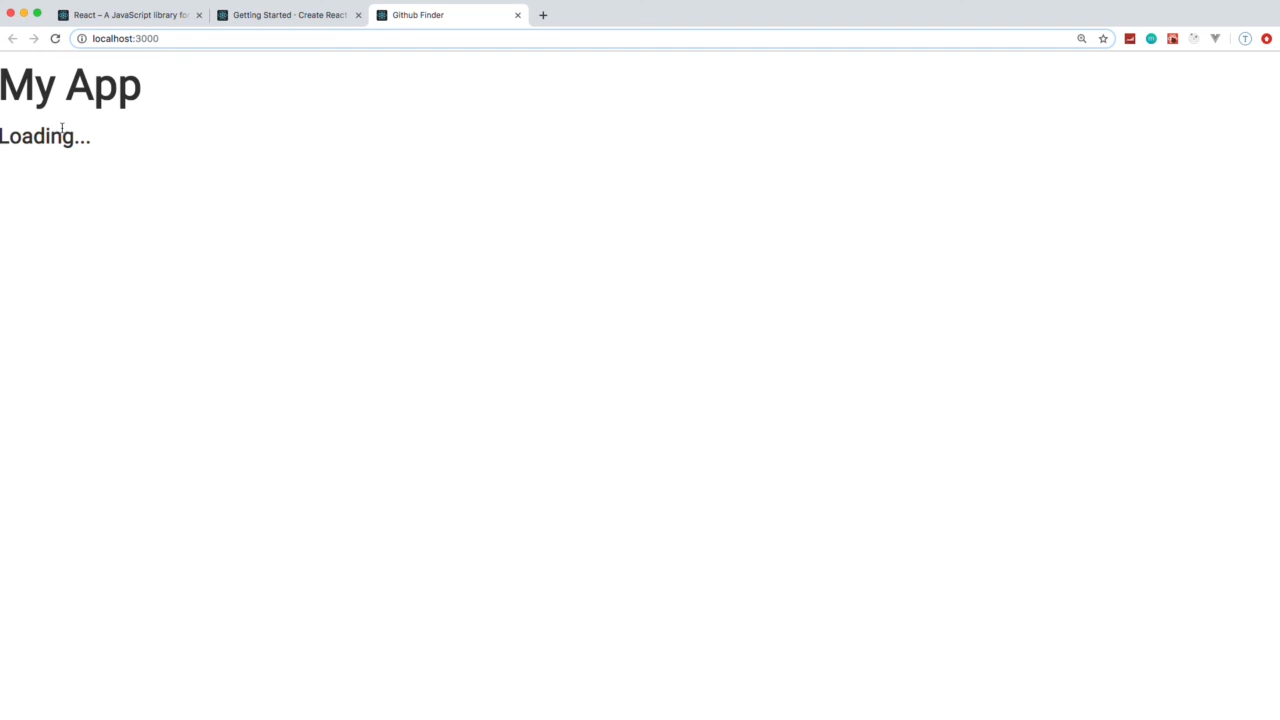 React – A JavaScript library for
Getting Started · Create React
Github Finder
localhost:3000
My App
Loading...